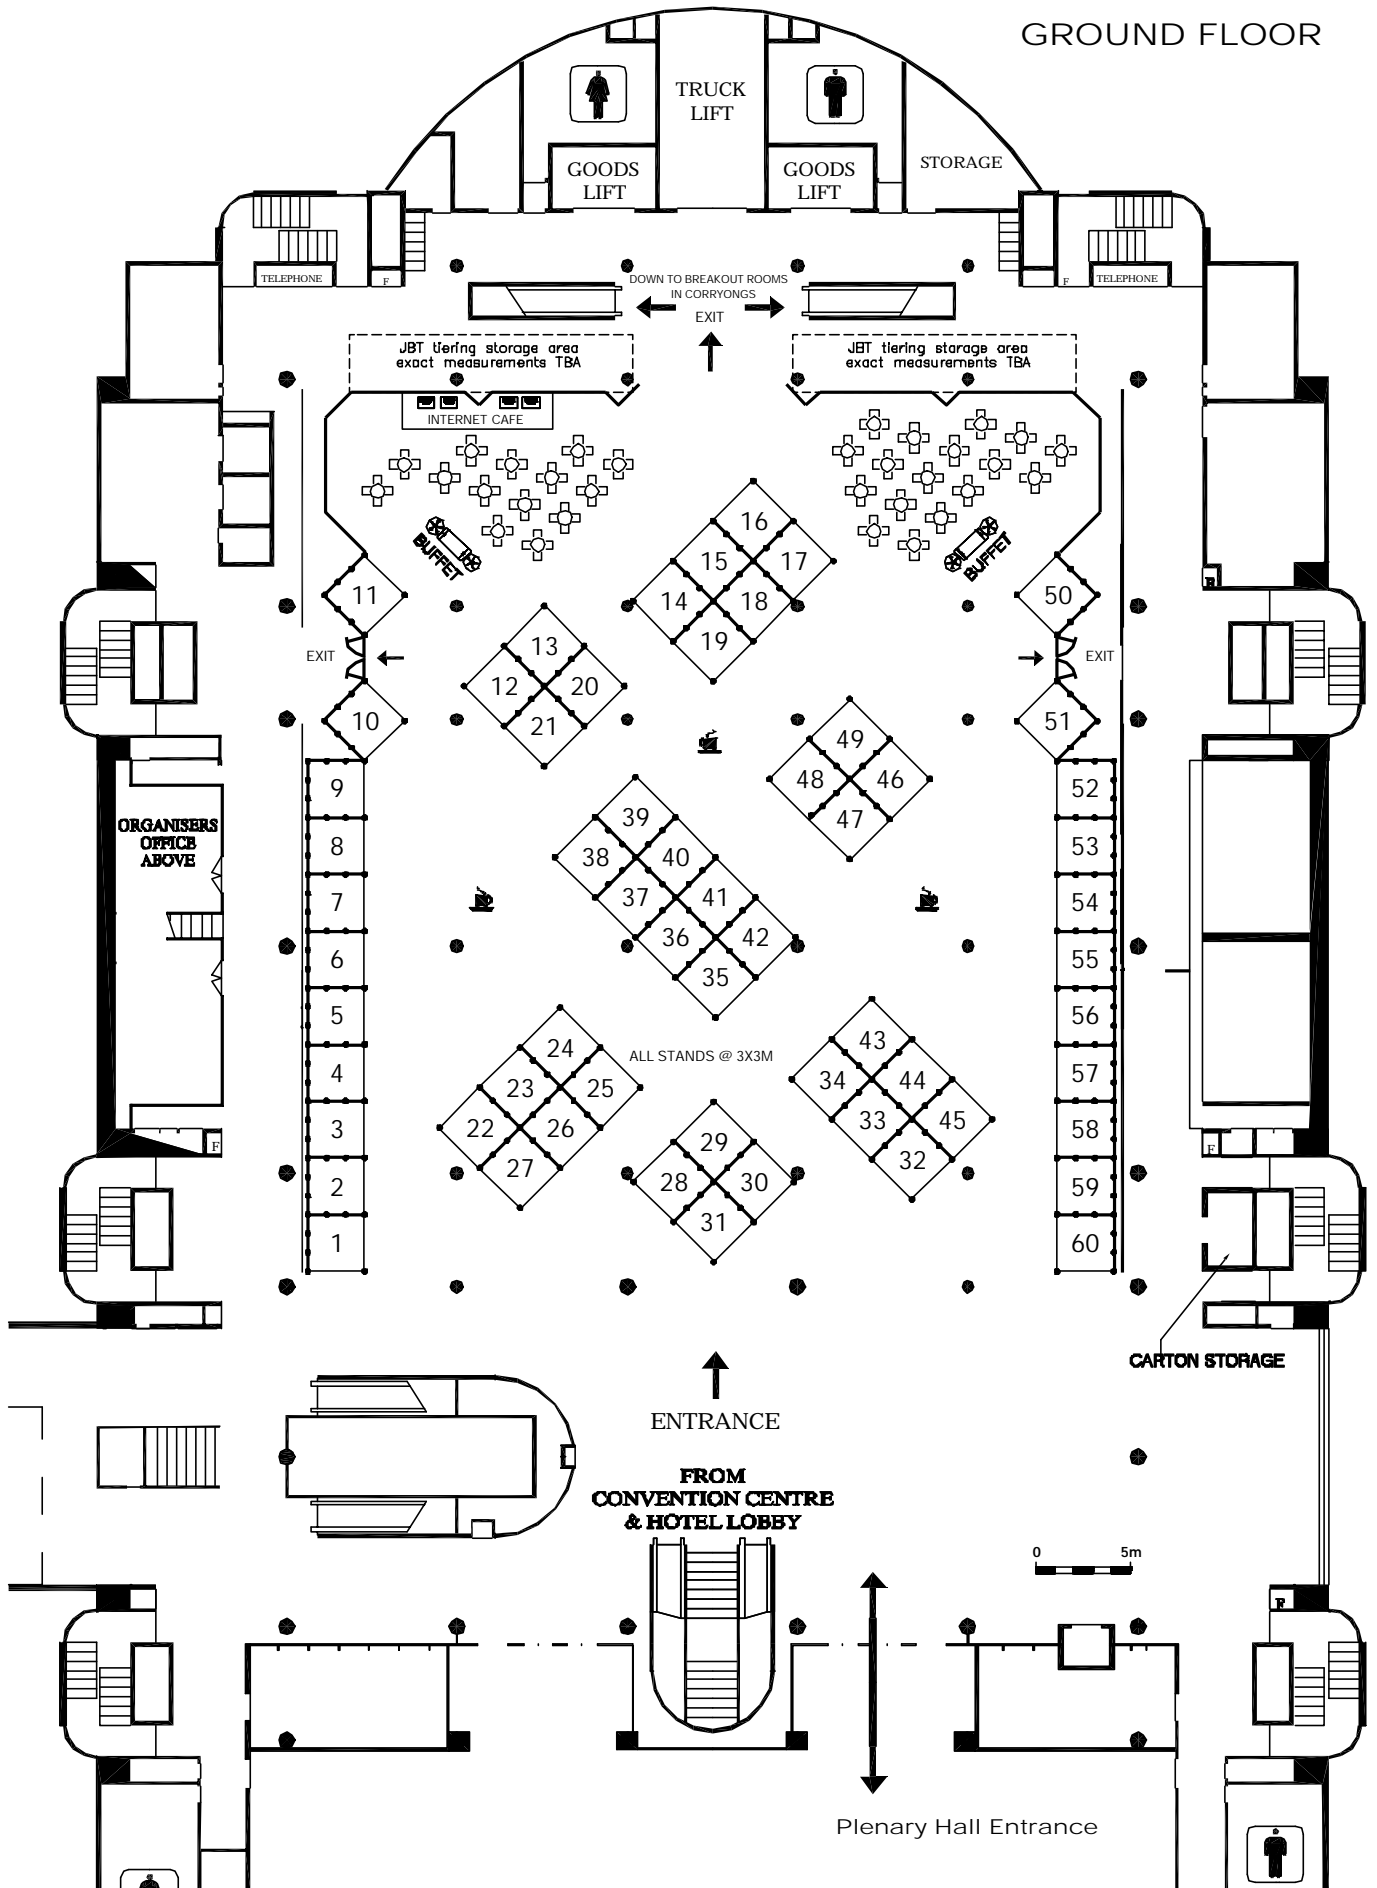 GROUND FLOOR
TRUCK
LIFT
GOODS
LIFT
GOODS
LIFT
STORAGE
TELEPHONE
F
F
TELEPHONE
DOWN TO BREAKOUT ROOMS
IN CORRYONGS
EXIT
JBT tiering storage area
exact measurements TBA
JBT tiering storage area
exact measurements TBA
INTERNET CAFE
BUFFET
BUFFET
16
15
17
14
18
19
11
50
F
13
12
20
21
EXIT
EXIT
10
51
49
48
46
47
9
52
ORGANISERS
OFFICE
ABOVE
8
53
39
38
40
37
41
36
42
35
7
54
6
55
5
56
4
57
ALL STANDS @ 3X3M
24
23
25
22
26
27
43
34
44
33
45
32
29
28
30
31
3
58
F
F
2
59
1
60
CARTON STORAGE
ENTRANCE
FROM
CONVENTION CENTRE
& HOTEL LOBBY
0 5m
F
Plenary Hall Entrance